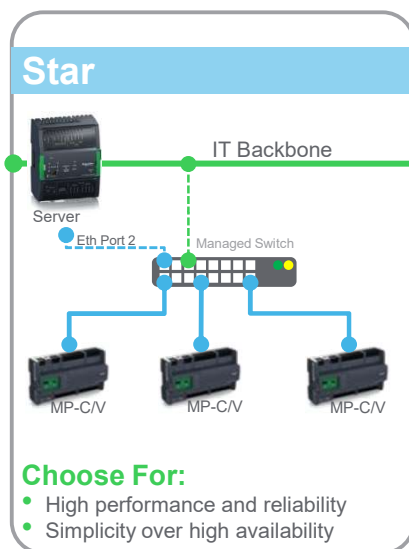 Star
IT Backbone
Server
Eth Port 2
Managed Switch
MP-C/V
MP-C/V
MP-C/V
Choose For:
• High performance and reliability
• Simplicity over high availability